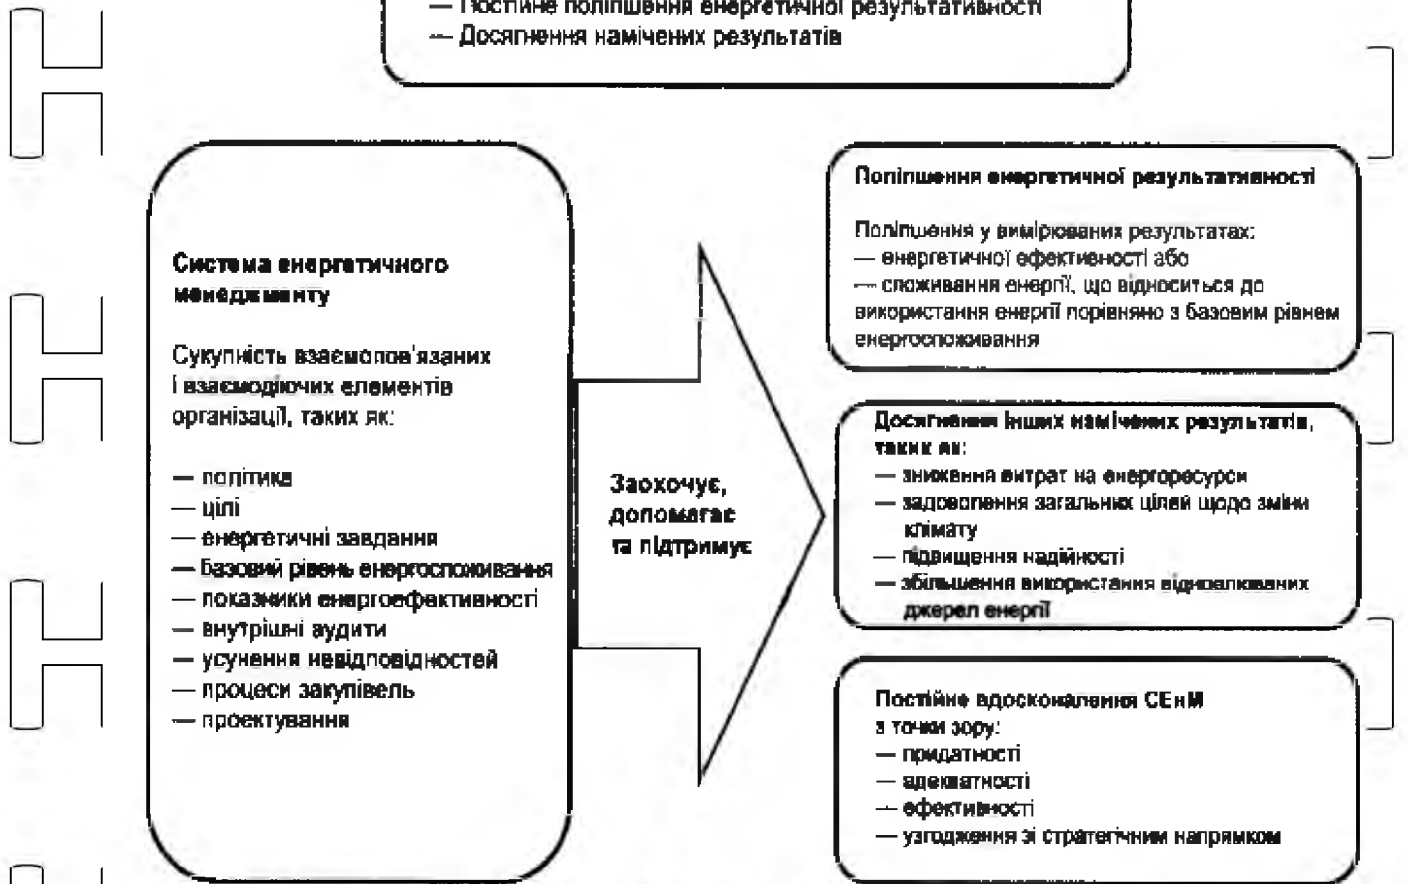 — Постійне поліпшення енергетичної результативності
— Досягнення намічених результатів
Система енергетичного
менеджменту
Сукупність взаємопов'язаних
і взаємодіючих елементів
організації, таких як:
— політика
— цілі
— енергетичні завдання
— базовий рівень енергоспоживання
— показники енергоефективності
— внутрішні аудити
— усунення невідповідностей
— процеси закупівель
— проектування
Заохочує,
допомагає
та підтримує
Поліпшення енергетичної результативності
Поліпшення у вимірюваних результатах:
— енергетичної ефективності або
— споживання енергії, що відноситься до
використання енергії порівняно з базовим рівнем
енергоспоживання
Досягнення інших намічених результатів,
таких як:
— зниження витрат на енергоресурси
— задоволення загальних цілей щодо зміни
клімату
— підвищення надійності
— збільшення використання відновлюваних
джерел енергії
Постійне вдосконалення СЕнМ
з точки зору:
— придатності
— адекватності
— ефективності
— узгодження зі стратегічним напрямком